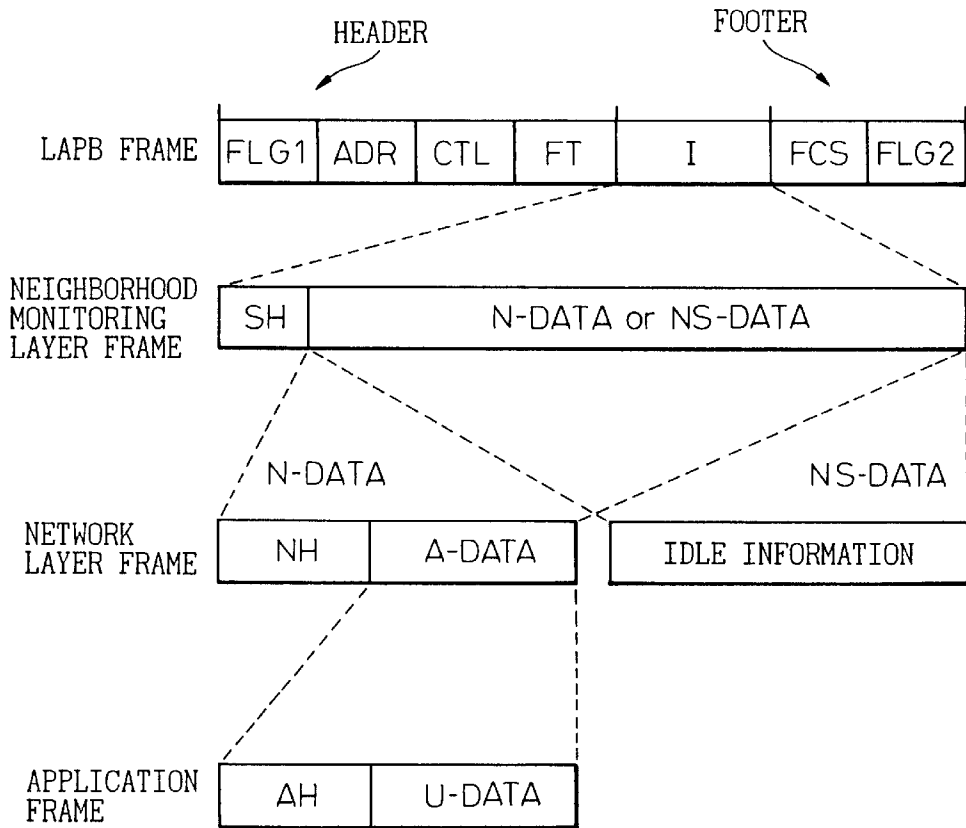 HEADER
FOOTER
LAPB FRAME
FLG1 ADR CTL FT I FCS FLG2
NEIGHBORHOOD
MONITORING
LAYER FRAME
SH N-DATA or NS-DATA
N-DATA NS-DATA
NETWORK
LAYER FRAME
NH A-DATA IDLE INFORMATION
APPLICATION
FRAME
AH U-DATA